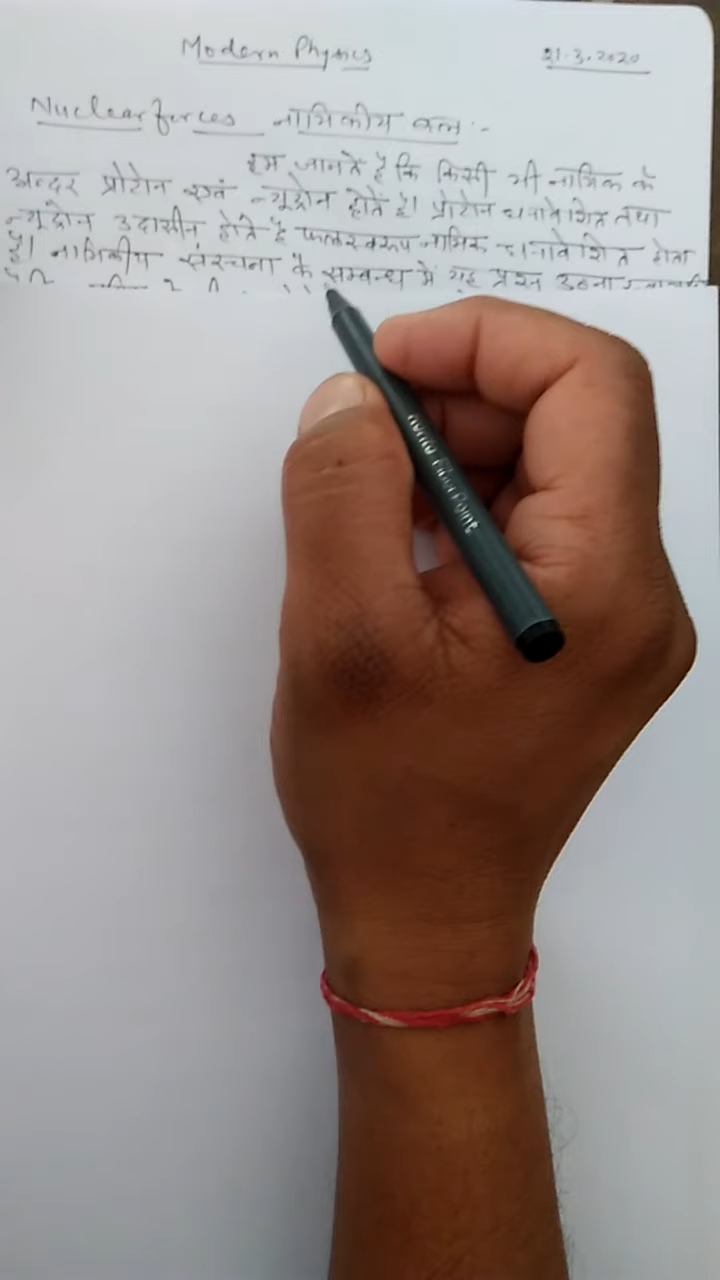 Modern Physics 21.3.2020
Nuclear forces नाभिकीय बल :-
हम जानते हैं कि किसी भी नाभिक के
अन्दर प्रोटोन एवं न्यूट्रोन होते है। प्रोटोन धनावेशित तथा
न्यूट्रोन उदासीन होते है फलस्वरूप नाभिक धनावेशित होता
है। नाभिकीय संरचना के सम्बन्ध में यह प्रश्न उठना